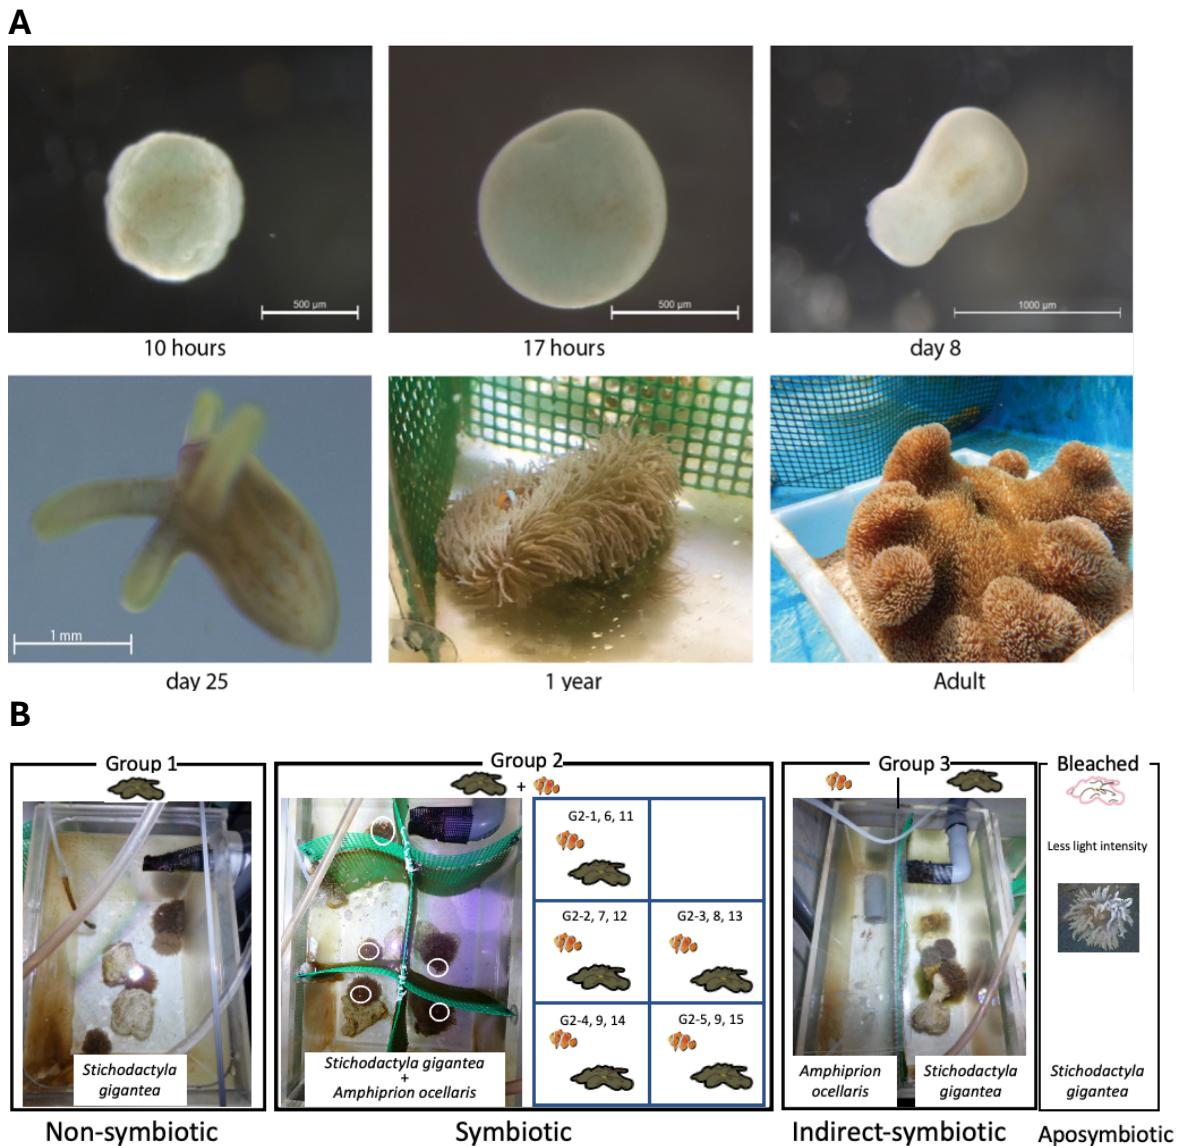 A
500 µm
500 µm
1000 µm
10 hours
17 hours
day 8
1 mm
day 25
1 year
Adult
B
Group 1
Stichodactyla
gigantea
Non-symbiotic
Group 2
+
G2-1, 6, 11
G2-2, 7, 12
G2-3, 8, 13
G2-4, 9, 14
G2-5, 9, 15
Stichodactyla gigantea
+
Amphiprion ocellaris
Symbiotic
Group 3
Amphiprion
ocellaris
Stichodactyla
gigantea
Indirect-symbiotic
Bleached
Less light intensity
Stichodactyla
gigantea
Aposymbiotic